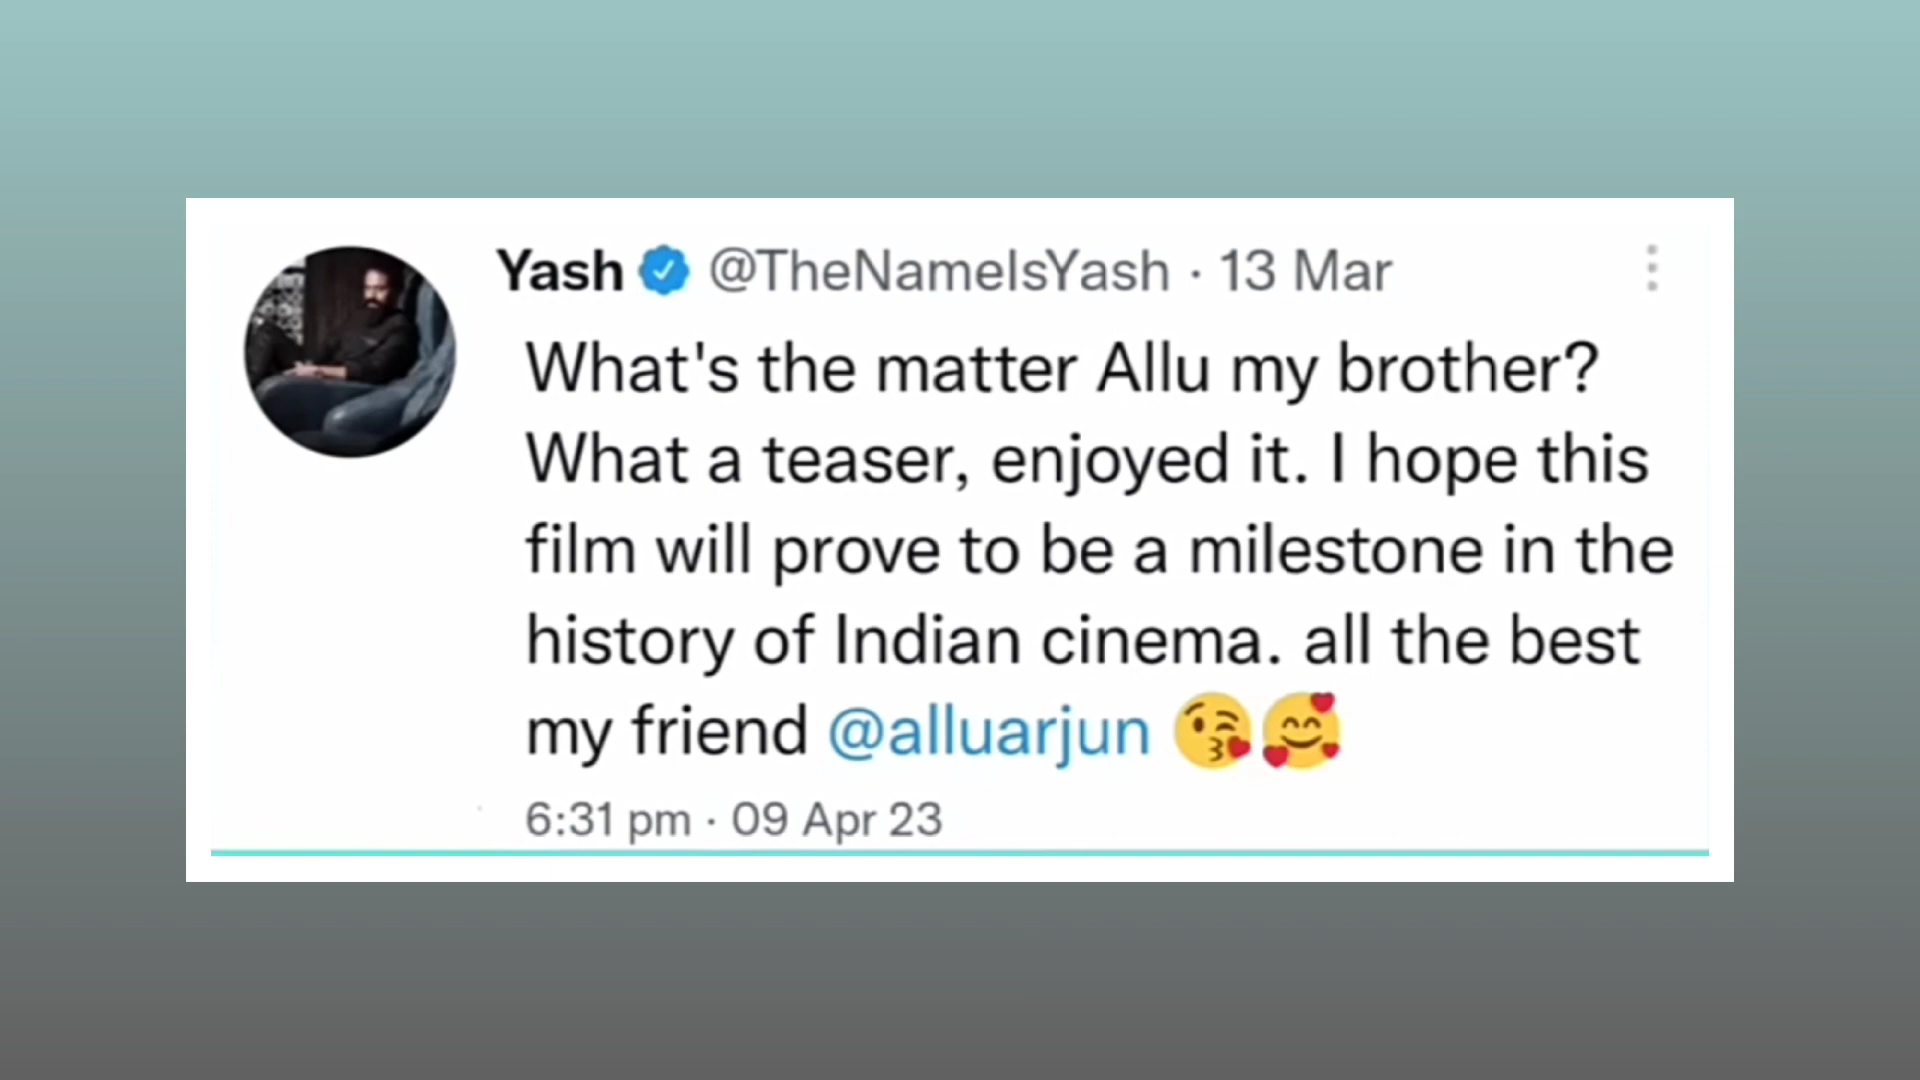 Yash @TheNameIsYash · 13 Mar
What's the matter Allu my brother?
What a teaser, enjoyed it. I hope this
film will prove to be a milestone in the
history of Indian cinema. all the best
my friend @alluarjun 😘🥰
6:31 pm · 09 Apr 23